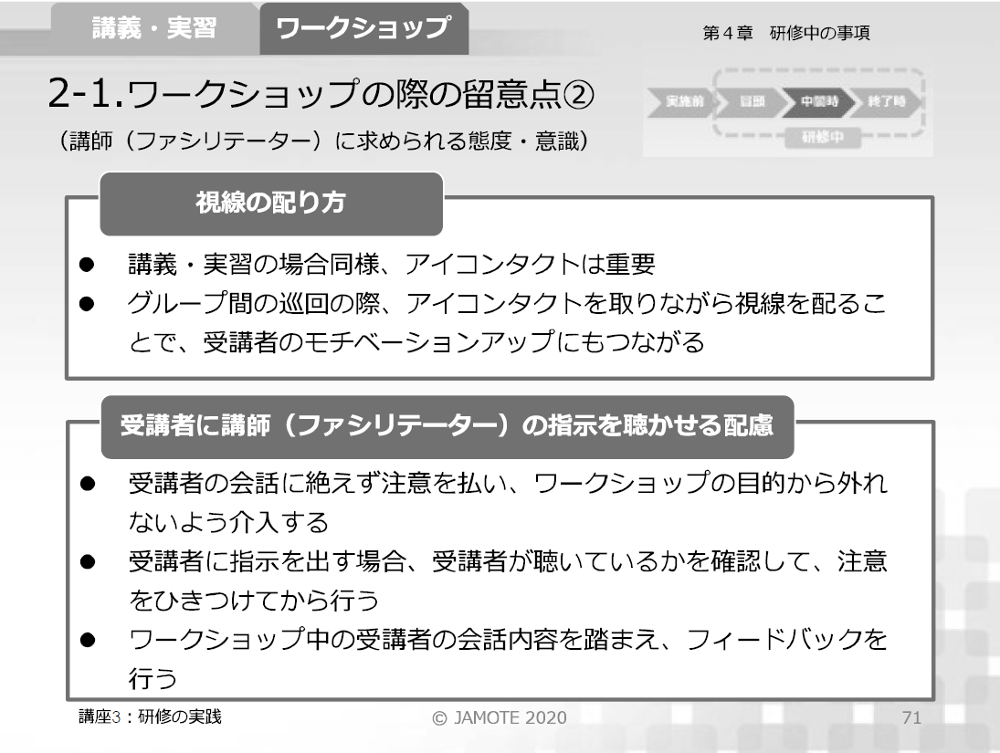 講義・実習
ワークショップ
第４章　研修中の事項
2-1.ワークショップの際の留意点②
（講師（ファシリテーター）に求められる態度・意識）
実施前
冒頭
中間時
終了時
研修中
視線の配り方
● 講義・実習の場合同様、アイコンタクトは重要
● グループ間の巡回の際、アイコンタクトを取りながら視線を配るこ
とで、受講者のモチベーションアップにもつながる
受講者に講師（ファシリテーター）の指示を聴かせる配慮
● 受講者の会話に絶えず注意を払い、ワークショップの目的から外れ
ないよう介入する
● 受講者に指示を出す場合、受講者が聴いているかを確認して、注意
をひきつけてから行う
● ワークショップ中の受講者の会話内容を踏まえ、フィードバックを
行う
講座3：研修の実践
© JAMOTE 2020
71